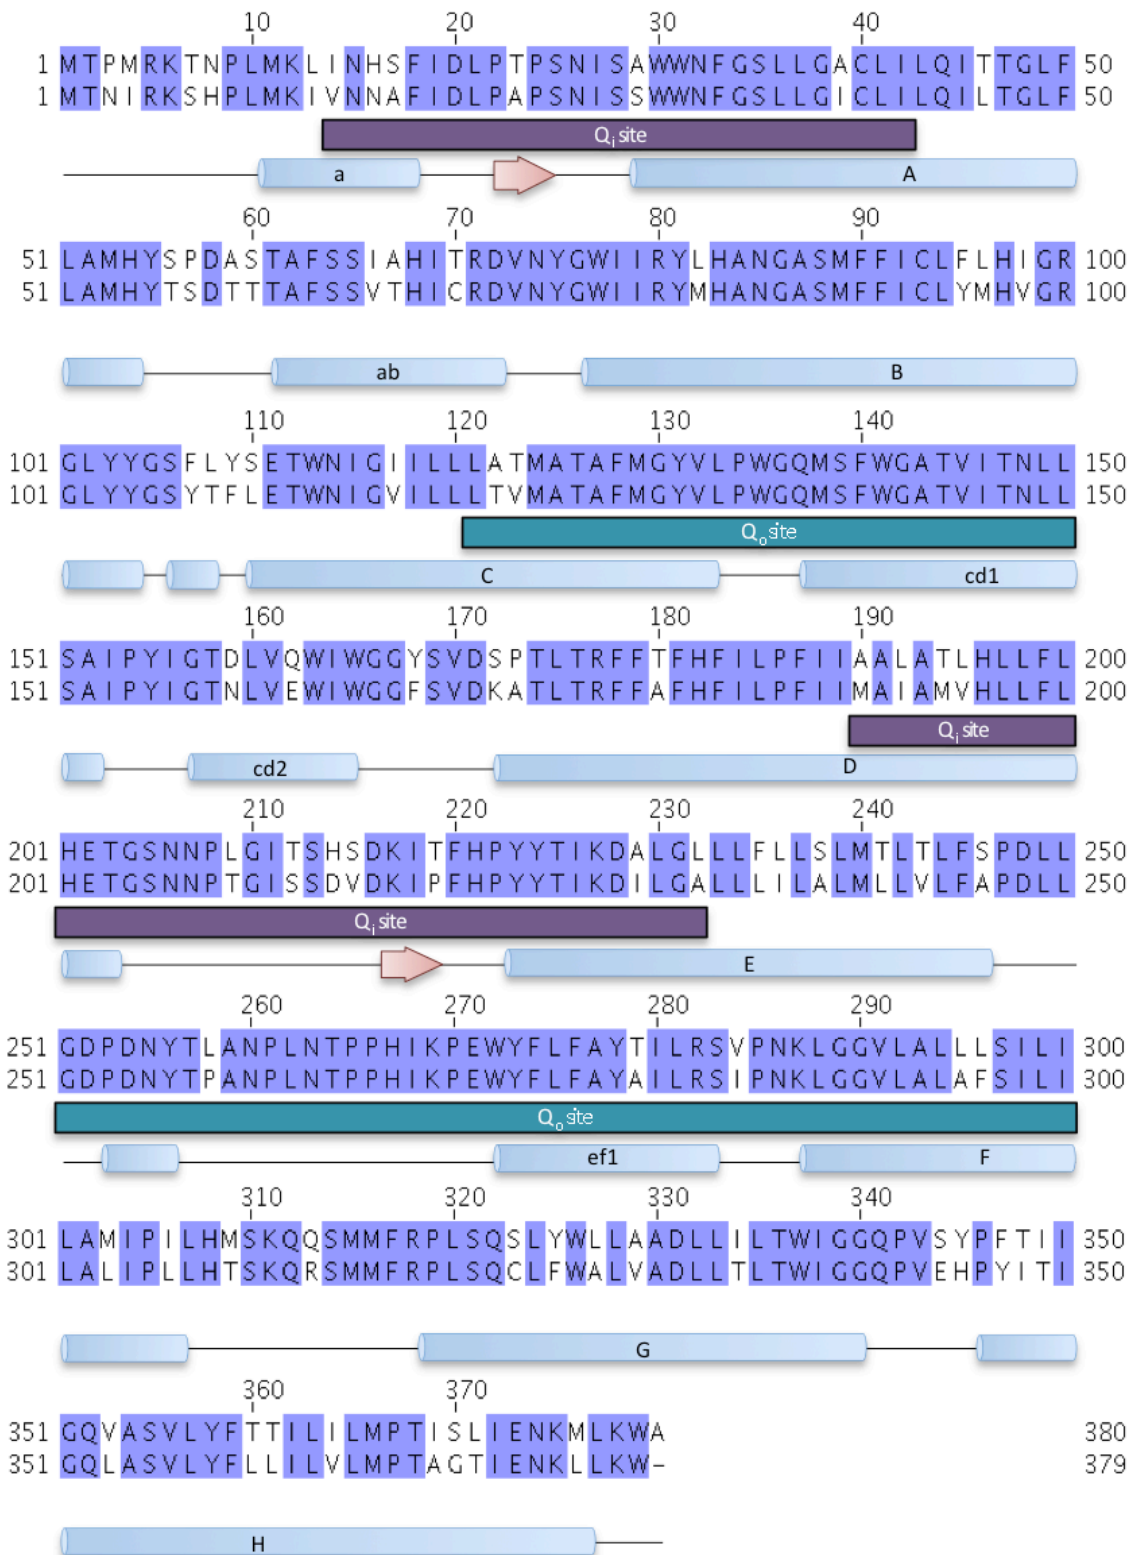 10 20 30 40
1 MTPMRKTNPLMKLINHSFIDLPTPSNISAWWNFGSLLGACLILQITTGLF 50
1 MTNIRKSHPLMKIVNNAFIDLPAPSNISSWWNFGSLLGICLILQILTGLF 50
Qi site
a A
60 70 80 90
51 LAMHYSPDASTAFSSIAHITRDVNYGWIIRYLHANGASMFFICLFLHIGR 100
51 LAMHYTSDTTTAFSSVTHICRDVNYGWIIRYMHANGASMFFICLYMHVGR 100
ab B
110 120 130 140
101 GLYYGSFLYSETWNIGIILLLATMATAFMGYVLPWGQMSFWGATVITNLL 150
101 GLYYGSYTFLETWNIGVILLLTVMATAFMGYVLPWGQMSFWGATVITNLL 150
Qo site
C cd1
160 170 180 190
151 SAIPYIGTDLVQWIWGGYSVDSPTLTRFFTFHFILPFIIAALATLHLLFL 200
151 SAIPYIGTNLVEWIWGGFSVDKATLTRFFAFHFILPFIIMAIAMVHLLFL 200
Qi site
cd2 D
210 220 230 240
201 HETGSNNPLGITSHSDKITFHPYYTIKDALGLLLFLLSLMTLTLFSPDLL 250
201 HETGSNNPTGISSDVDKIPFHPYYTIKDILGALLLILALMLLVLFAPDLL 250
Qi site
E
260 270 280 290
251 GDPDNYTLANPLNTPPHIKPEWYFLFAYTILRSVPNKLGGVLALLLSILI 300
251 GDPDNYTPANPLNTPPHIKPEWYFLFAYAILRSIPNKLGGVLALAFSILI 300
Qo site
ef1 F
310 320 330 340
301 LAMIPILHMSKQQSMMFRPLSQSLYWLLAADLLILTWIGGQPVSYPFTII 350
301 LALIPLLHTSKQRSMMFRPLSQCLFWALVADLLTLTWIGGQPVEHPYITI 350
G
360 370
351 GQVASVLYFTTILILMPTISLIENKMLKWA 380
351 GQLASVLYFLLILVLMPTAGTIENKLLKW- 379
H